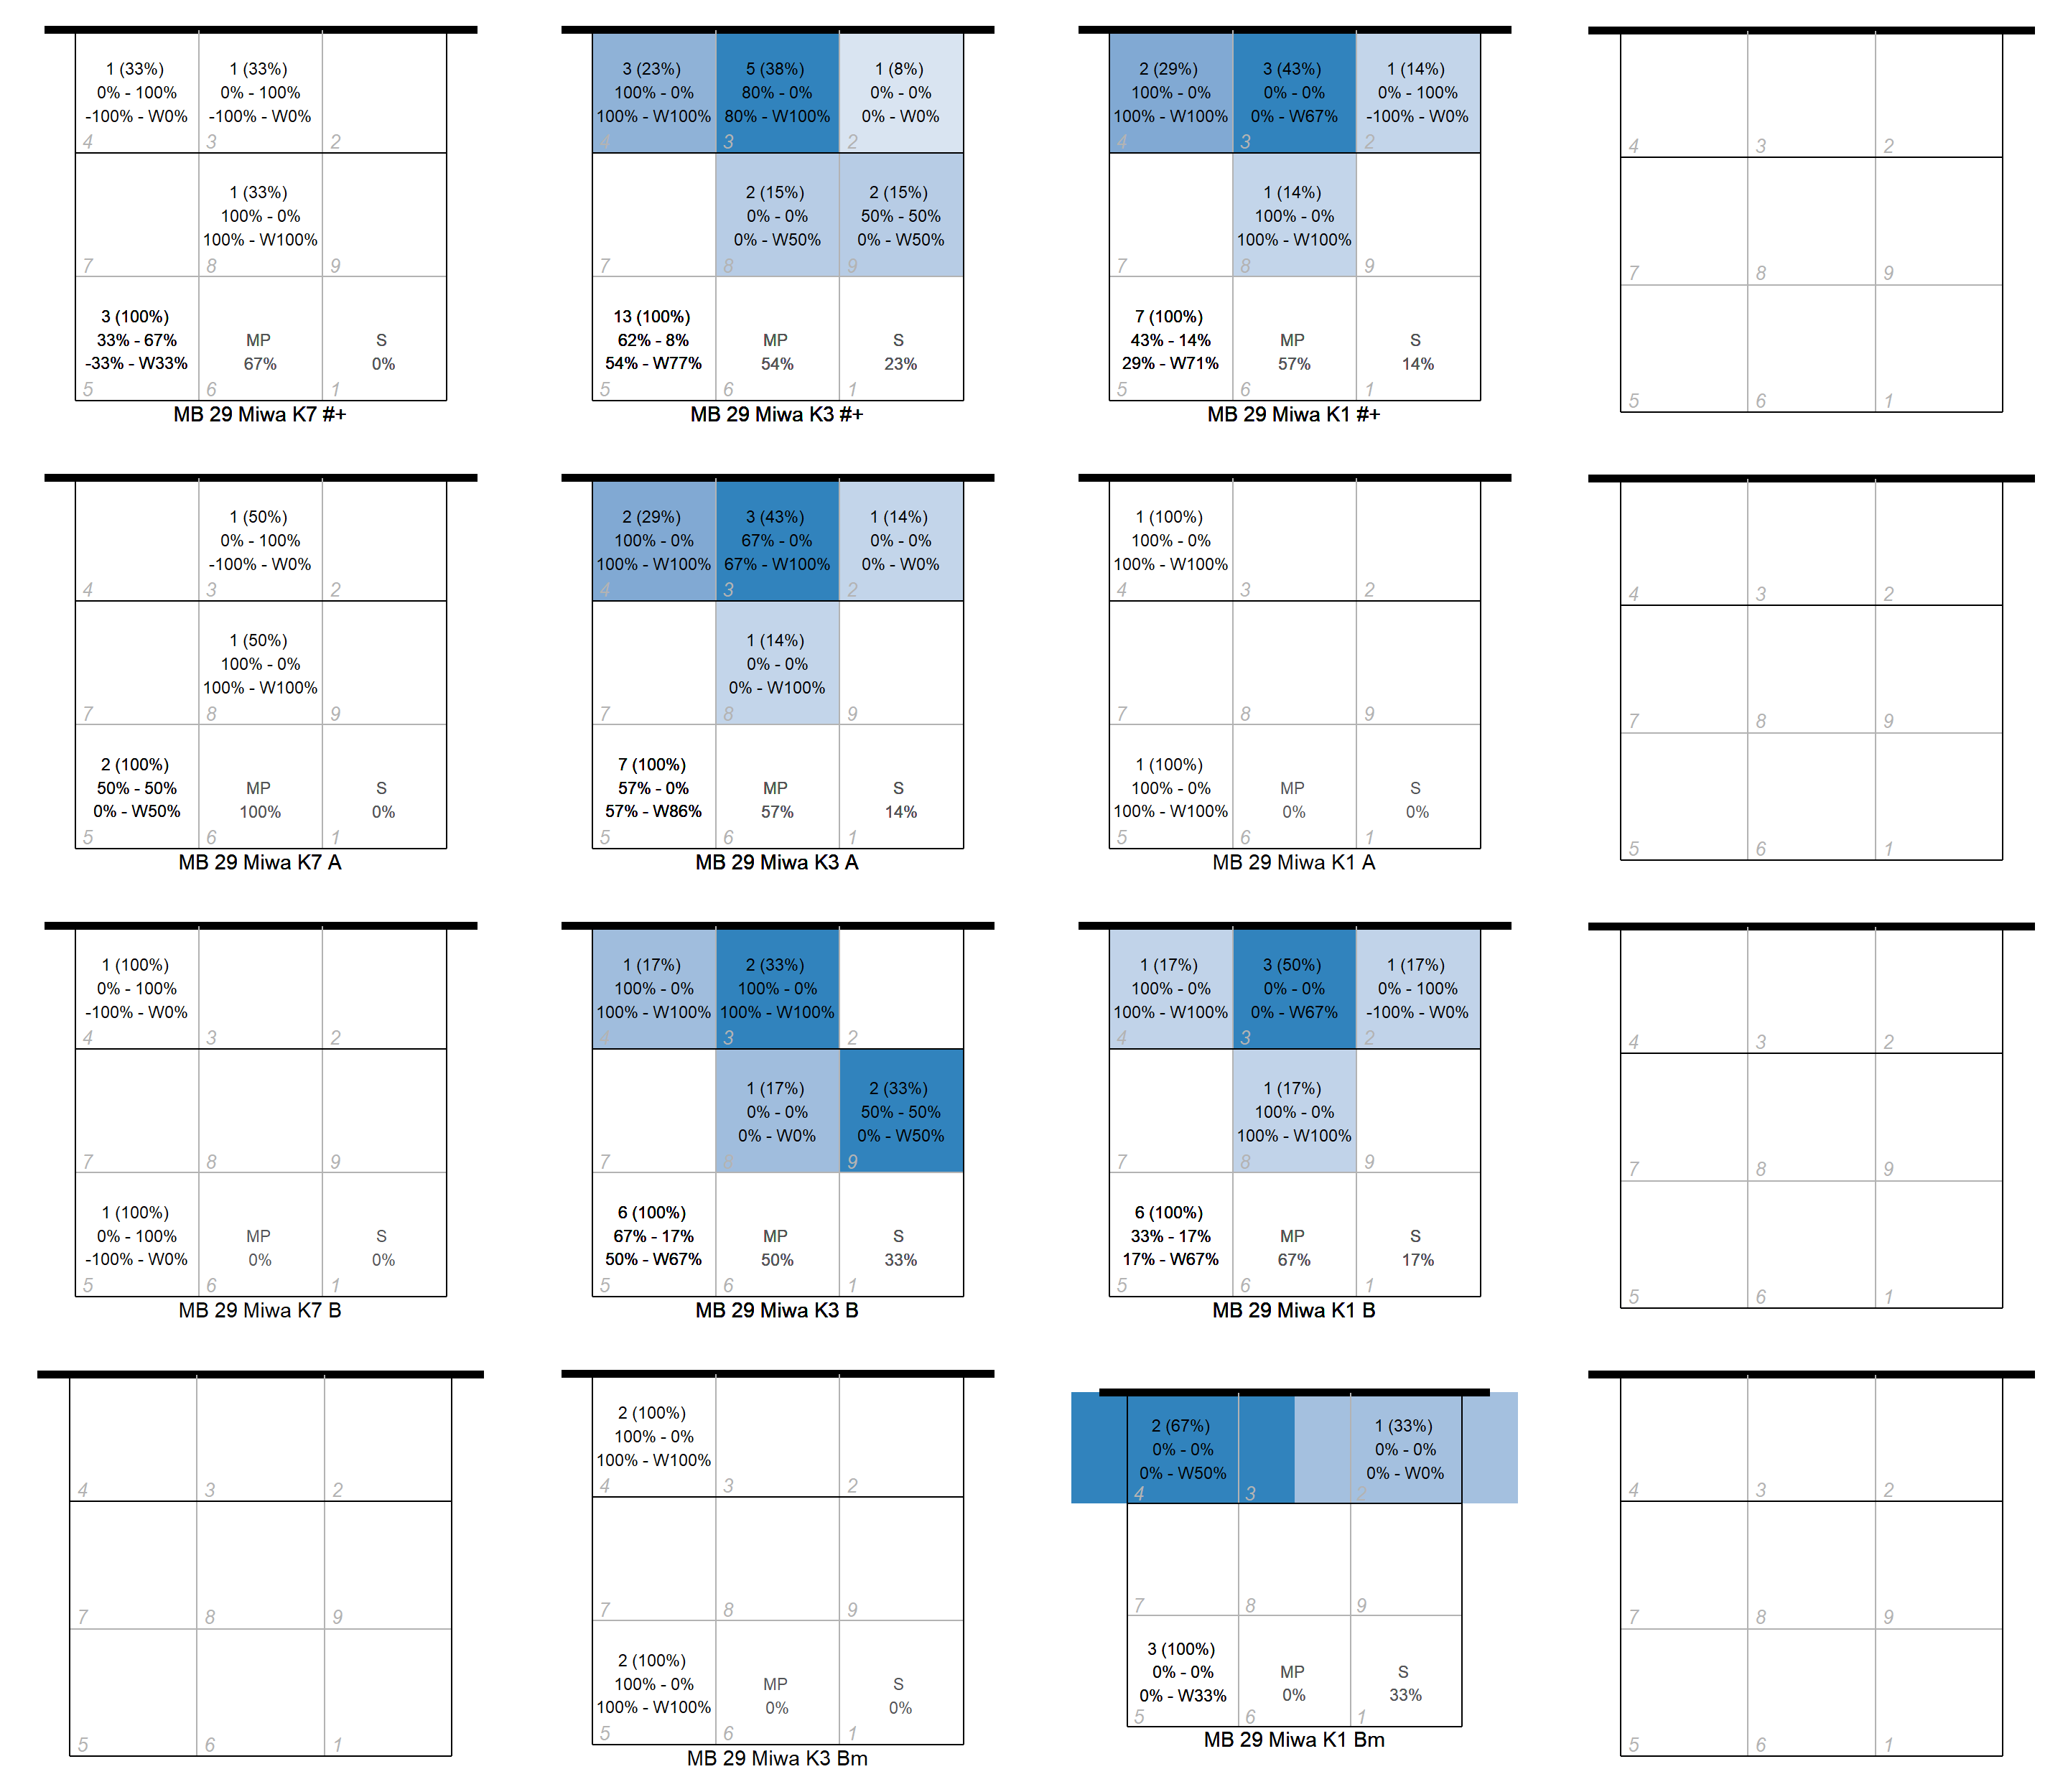 1 (33%)
0% - 100%
-100% - W0%
4
1 (33%)
0% - 100%
-100% - W0%
3
2
7
1 (33%)
100% - 0%
100% - W100%
8
9
3 (100%)
33% - 67%
-33% - W33%
5
MP
67%
6
S
0%
1
MB 29 Miwa K7 #+
3 (23%)
100% - 0%
100% - W100%
4
5 (38%)
80% - 0%
80% - W100%
3
1 (8%)
0% - 0%
0% - W0%
2
7
2 (15%)
0% - 0%
0% - W50%
8
2 (15%)
50% - 50%
0% - W50%
9
13 (100%)
62% - 8%
54% - W77%
5
MP
54%
6
S
23%
1
MB 29 Miwa K3 #+
2 (29%)
100% - 0%
100% - W100%
4
3 (43%)
0% - 0%
0% - W67%
3
1 (14%)
0% - 100%
-100% - W0%
2
7
1 (14%)
100% - 0%
100% - W100%
8
9
7 (100%)
43% - 14%
29% - W71%
5
MP
57%
6
S
14%
1
MB 29 Miwa K1 #+
4
3
2
7
8
9
5
6
1
4
1 (50%)
0% - 100%
-100% - W0%
3
2
7
1 (50%)
100% - 0%
100% - W100%
8
9
2 (100%)
50% - 50%
0% - W50%
5
MP
100%
6
S
0%
1
MB 29 Miwa K7 A
2 (29%)
100% - 0%
100% - W100%
4
3 (43%)
67% - 0%
67% - W100%
3
1 (14%)
0% - 0%
0% - W0%
2
7
1 (14%)
0% - 0%
0% - W100%
8
9
7 (100%)
57% - 0%
57% - W86%
5
MP
57%
6
S
14%
1
MB 29 Miwa K3 A
1 (100%)
100% - 0%
100% - W100%
4
3
2
7
8
9
1 (100%)
100% - 0%
100% - W100%
5
MP
0%
6
S
0%
1
MB 29 Miwa K1 A
4
3
2
7
8
9
5
6
1
1 (100%)
0% - 100%
-100% - W0%
4
3
2
7
8
9
1 (100%)
0% - 100%
-100% - W0%
5
MP
0%
6
S
0%
1
MB 29 Miwa K7 B
1 (17%)
100% - 0%
100% - W100%
4
2 (33%)
100% - 0%
100% - W100%
3
2
7
1 (17%)
0% - 0%
0% - W0%
8
2 (33%)
50% - 50%
0% - W50%
9
6 (100%)
67% - 17%
50% - W67%
5
MP
50%
6
S
33%
1
MB 29 Miwa K3 B
1 (17%)
100% - 0%
100% - W100%
4
3 (50%)
0% - 0%
0% - W67%
3
1 (17%)
0% - 100%
-100% - W0%
2
7
1 (17%)
100% - 0%
100% - W100%
8
9
6 (100%)
33% - 17%
17% - W67%
5
MP
67%
6
S
17%
1
MB 29 Miwa K1 B
4
3
2
7
8
9
5
6
1
4
3
2
7
8
9
5
6
1
2 (100%)
100% - 0%
100% - W100%
4
3
2
7
8
9
2 (100%)
100% - 0%
100% - W100%
5
MP
0%
6
S
0%
1
MB 29 Miwa K3 Bm
2 (67%)
0% - 0%
0% - W50%
4
3
1 (33%)
0% - 0%
0% - W0%
2
7
8
9
3 (100%)
0% - 0%
0% - W33%
5
MP
0%
6
S
33%
1
MB 29 Miwa K1 Bm
4
3
2
7
8
9
5
6
1